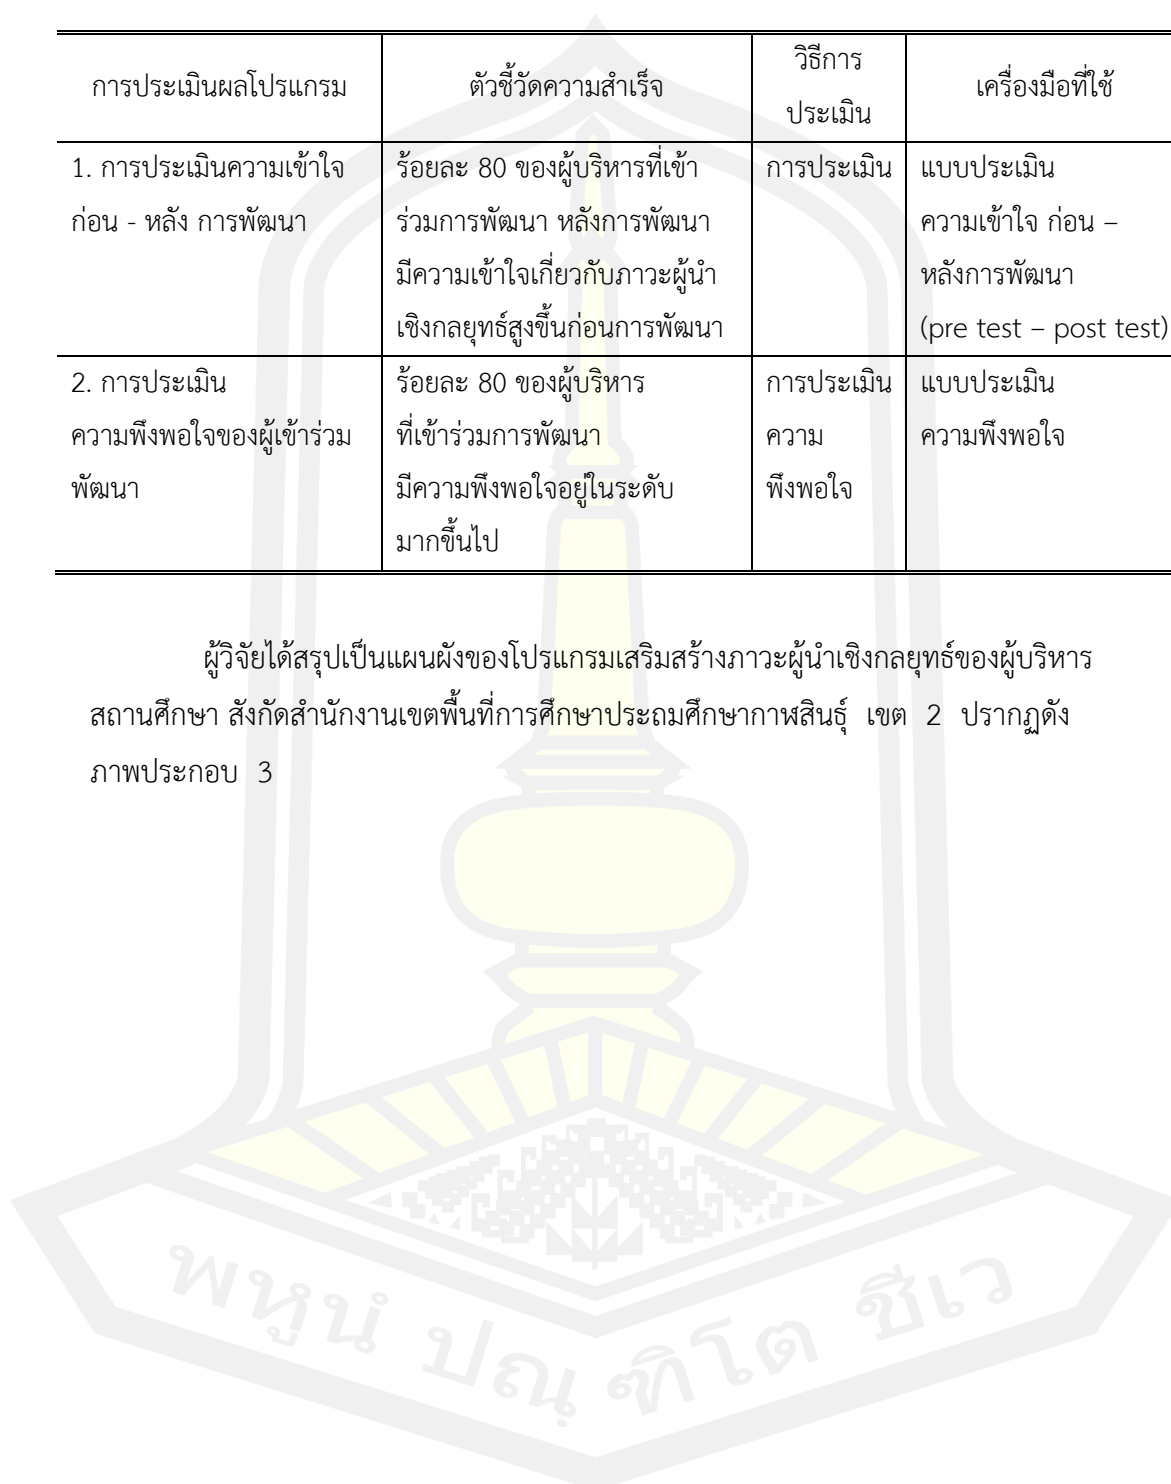 การประเมินผลโปรแกรม
ตัวชี้วัดความสำเร็จ
วิธีการ
ประเมิน
เครื่องมือที่ใช้
1. การประเมินความเข้าใจ
ก่อน - หลัง การพัฒนา
ร้อยละ 80 ของผู้บริหารที่เข้า
ร่วมการพัฒนา หลังการพัฒนา
มีความเข้าใจเกี่ยวกับภาวะผู้นำ
เชิงกลยุทธ์สูงขึ้นก่อนการพัฒนา
การประเมิน
แบบประเมิน
ความเข้าใจ ก่อน –
หลังการพัฒนา
(pre test – post test)
2. การประเมิน
ความพึงพอใจของผู้เข้าร่วม
พัฒนา
ร้อยละ 80 ของผู้บริหาร
ที่เข้าร่วมการพัฒนา
มีความพึงพอใจอยู่ในระดับ
มากขึ้นไป
การประเมิน
ความ
พึงพอใจ
แบบประเมิน
ความพึงพอใจ
ผู้วิจัยได้สรุปเป็นแผนผังของโปรแกรมเสริมสร้างภาวะผู้นำเชิงกลยุทธ์ของผู้บริหาร
สถานศึกษา สังกัดสำนักงานเขตพื้นที่การศึกษาประถมศึกษากาฬสินธุ์ เขต 2 ปรากฏดัง
ภาพประกอบ 3
พหูนํ ปณฺฑิโต ชีเว